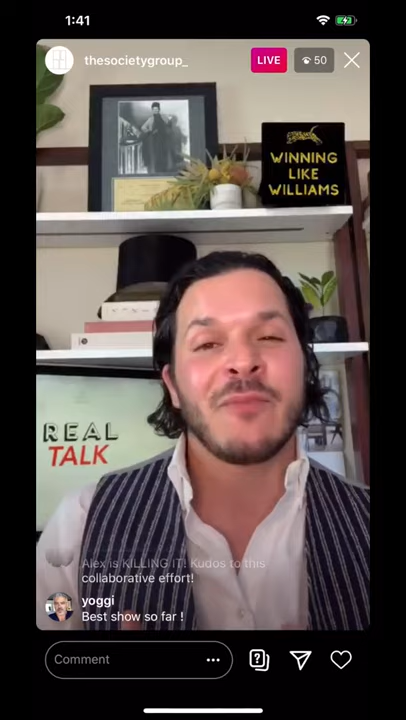 1:41
thesocietygroup_
LIVE
50
WINNING
LIKE
WILLIAMS
REAL
TALK
Alex is KILLING IT! Kudos to this
collaborative effort!
yoggi
Best show so far !
Comment